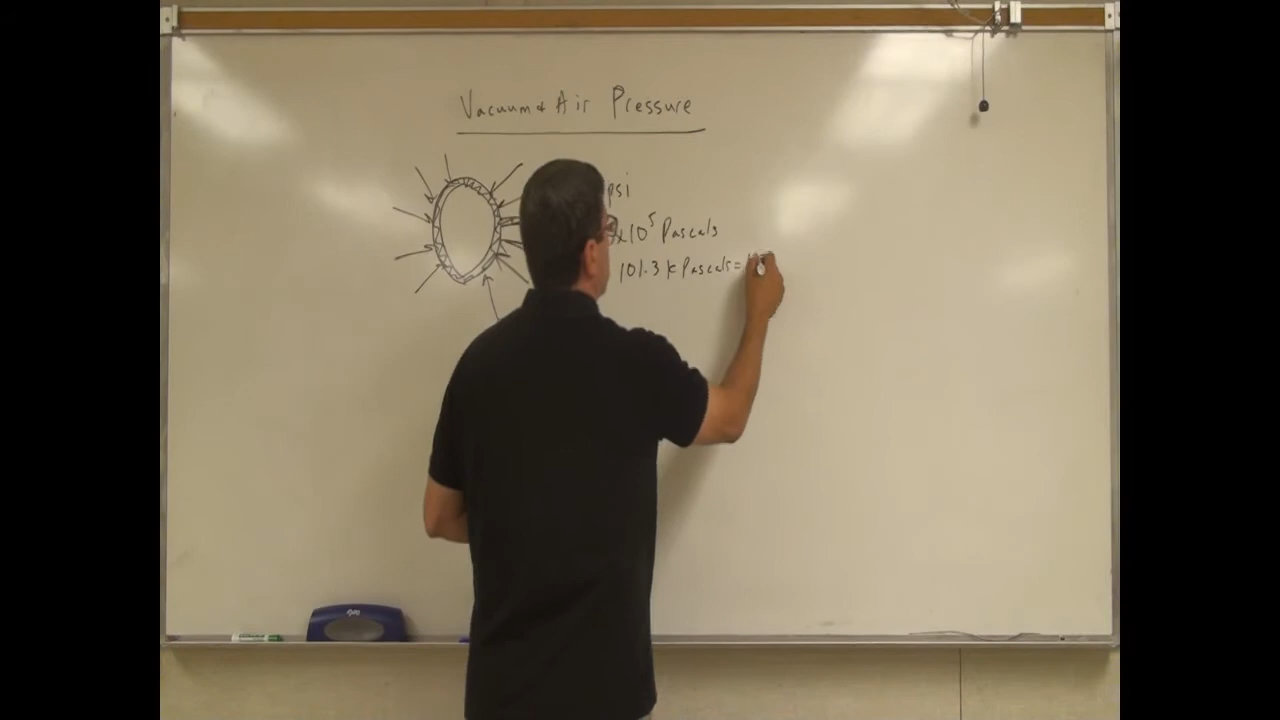 Vacuum & Air Pressure
psi
x10⁵ Pascals
101.3 k Pascals =